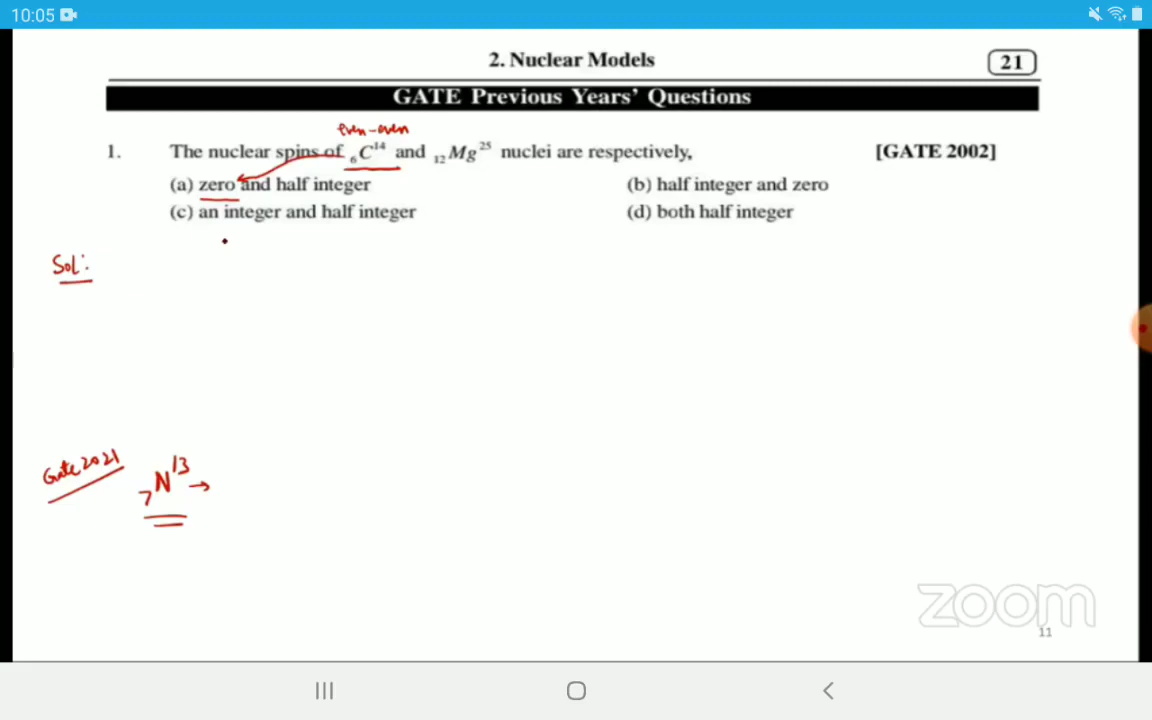 10:05
2. Nuclear Models
21
GATE Previous Years' Questions
even-even
1. The nuclear spins of ₆C¹⁴ and ₁₂Mg²⁵ nuclei are respectively, [GATE 2002]
(a) zero and half integer (b) half integer and zero
(c) an integer and half integer (d) both half integer
Sol:
Gate 2021
₇N¹³ →
zoom
11